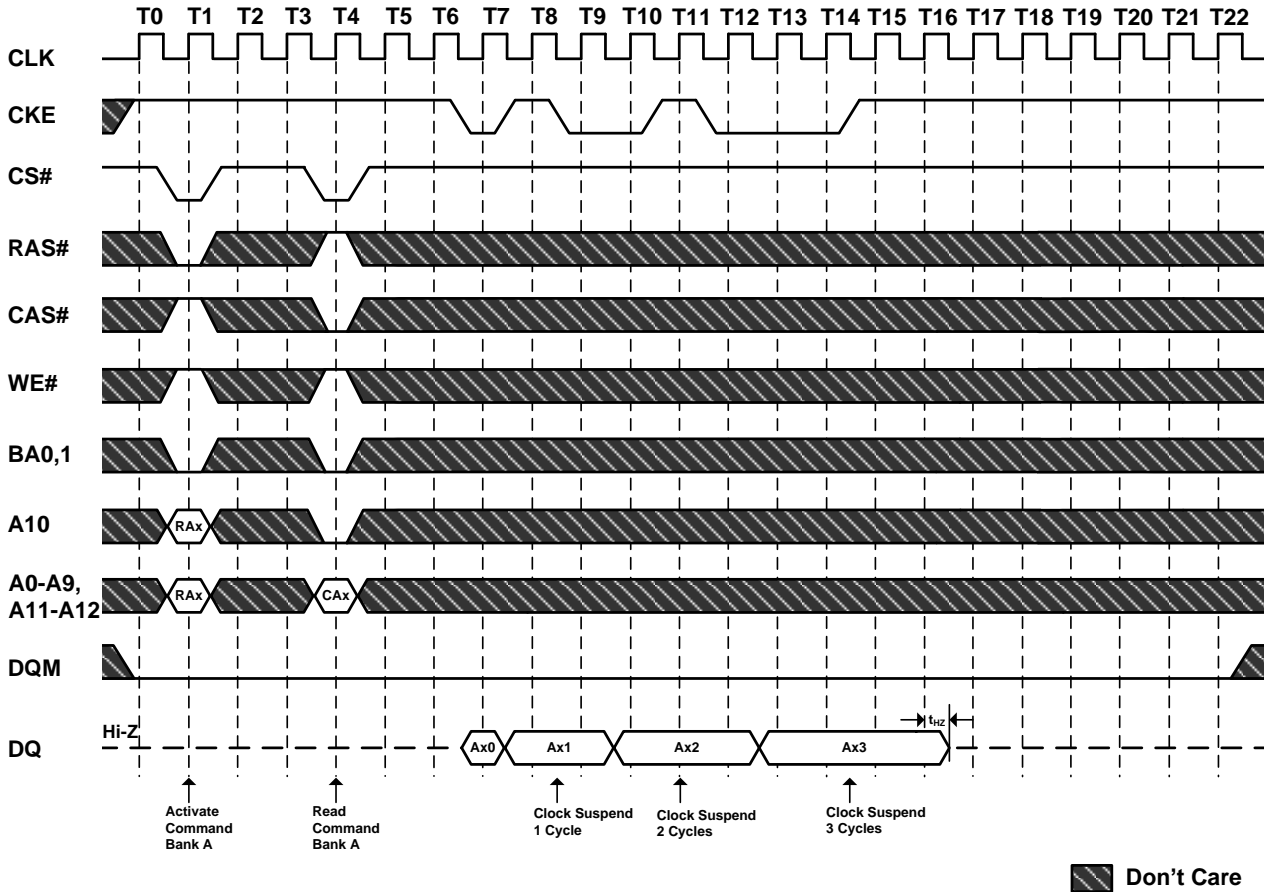 T0 T1 T2 T3 T4 T5 T6 T7 T8 T9 T10 T11 T12 T13 T14 T15 T16 T17 T18 T19 T20 T21 T22
CLK
CKE
CS#
RAS#
CAS#
WE#
BA0,1
A10
RAx
A0-A9,
A11-A12
RAx
CAx
DQM
DQ
Hi-Z
Ax0
Ax1
Ax2
Ax3
tHZ
Activate
Command
Bank A
Read
Command
Bank A
Clock Suspend
1 Cycle
Clock Suspend
2 Cycles
Clock Suspend
3 Cycles
Don't Care